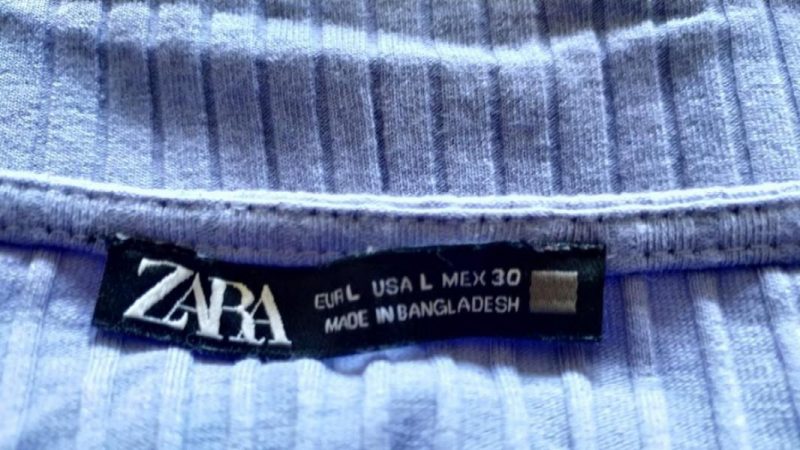 ZARA
EUR L USA L MEX 30
MADE IN BANGLADESH